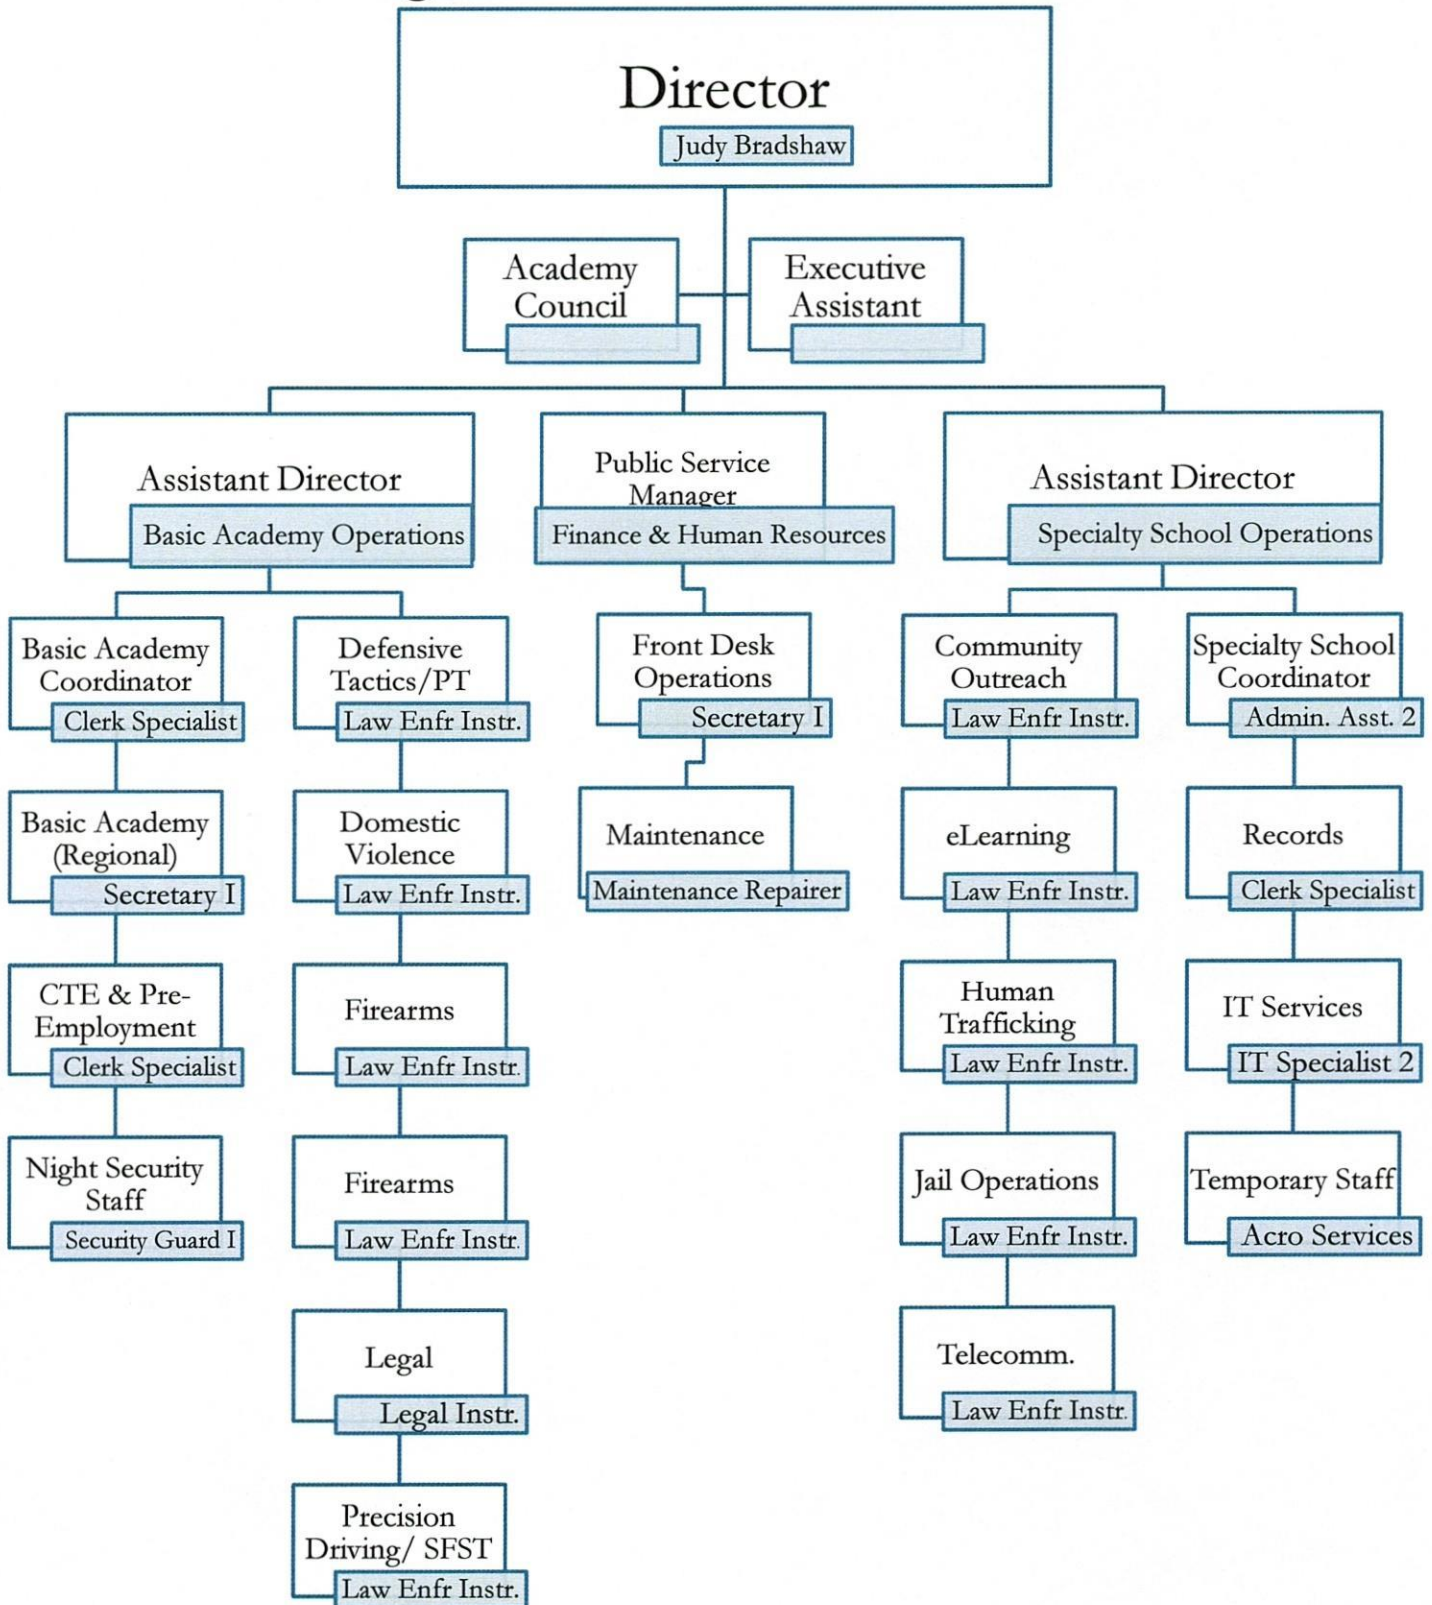 Director
Judy Bradshaw
Academy
Council
Executive
Assistant
Assistant Director
Basic Academy Operations
Public Service
Manager
Finance & Human Resources
Assistant Director
Specialty School Operations
Basic Academy
Coordinator
Clerk Specialist
Basic Academy
(Regional)
Secretary I
CTE & Pre-
Employment
Clerk Specialist
Night Security
Staff
Security Guard I
Defensive
Tactics/PT
Law Enfr Instr.
Domestic
Violence
Law Enfr Instr.
Firearms
Law Enfr Instr.
Firearms
Law Enfr Instr.
Legal
Legal Instr.
Precision
Driving/ SFST
Law Enfr Instr.
Front Desk
Operations
Secretary I
Maintenance
Maintenance Repairer
Community
Outreach
Law Enfr Instr.
eLearning
Law Enfr Instr.
Human
Trafficking
Law Enfr Instr.
Jail Operations
Law Enfr Instr.
Telecomm.
Law Enfr Instr.
Specialty School
Coordinator
Admin. Asst. 2
Records
Clerk Specialist
IT Services
IT Specialist 2
Temporary Staff
Acro Services